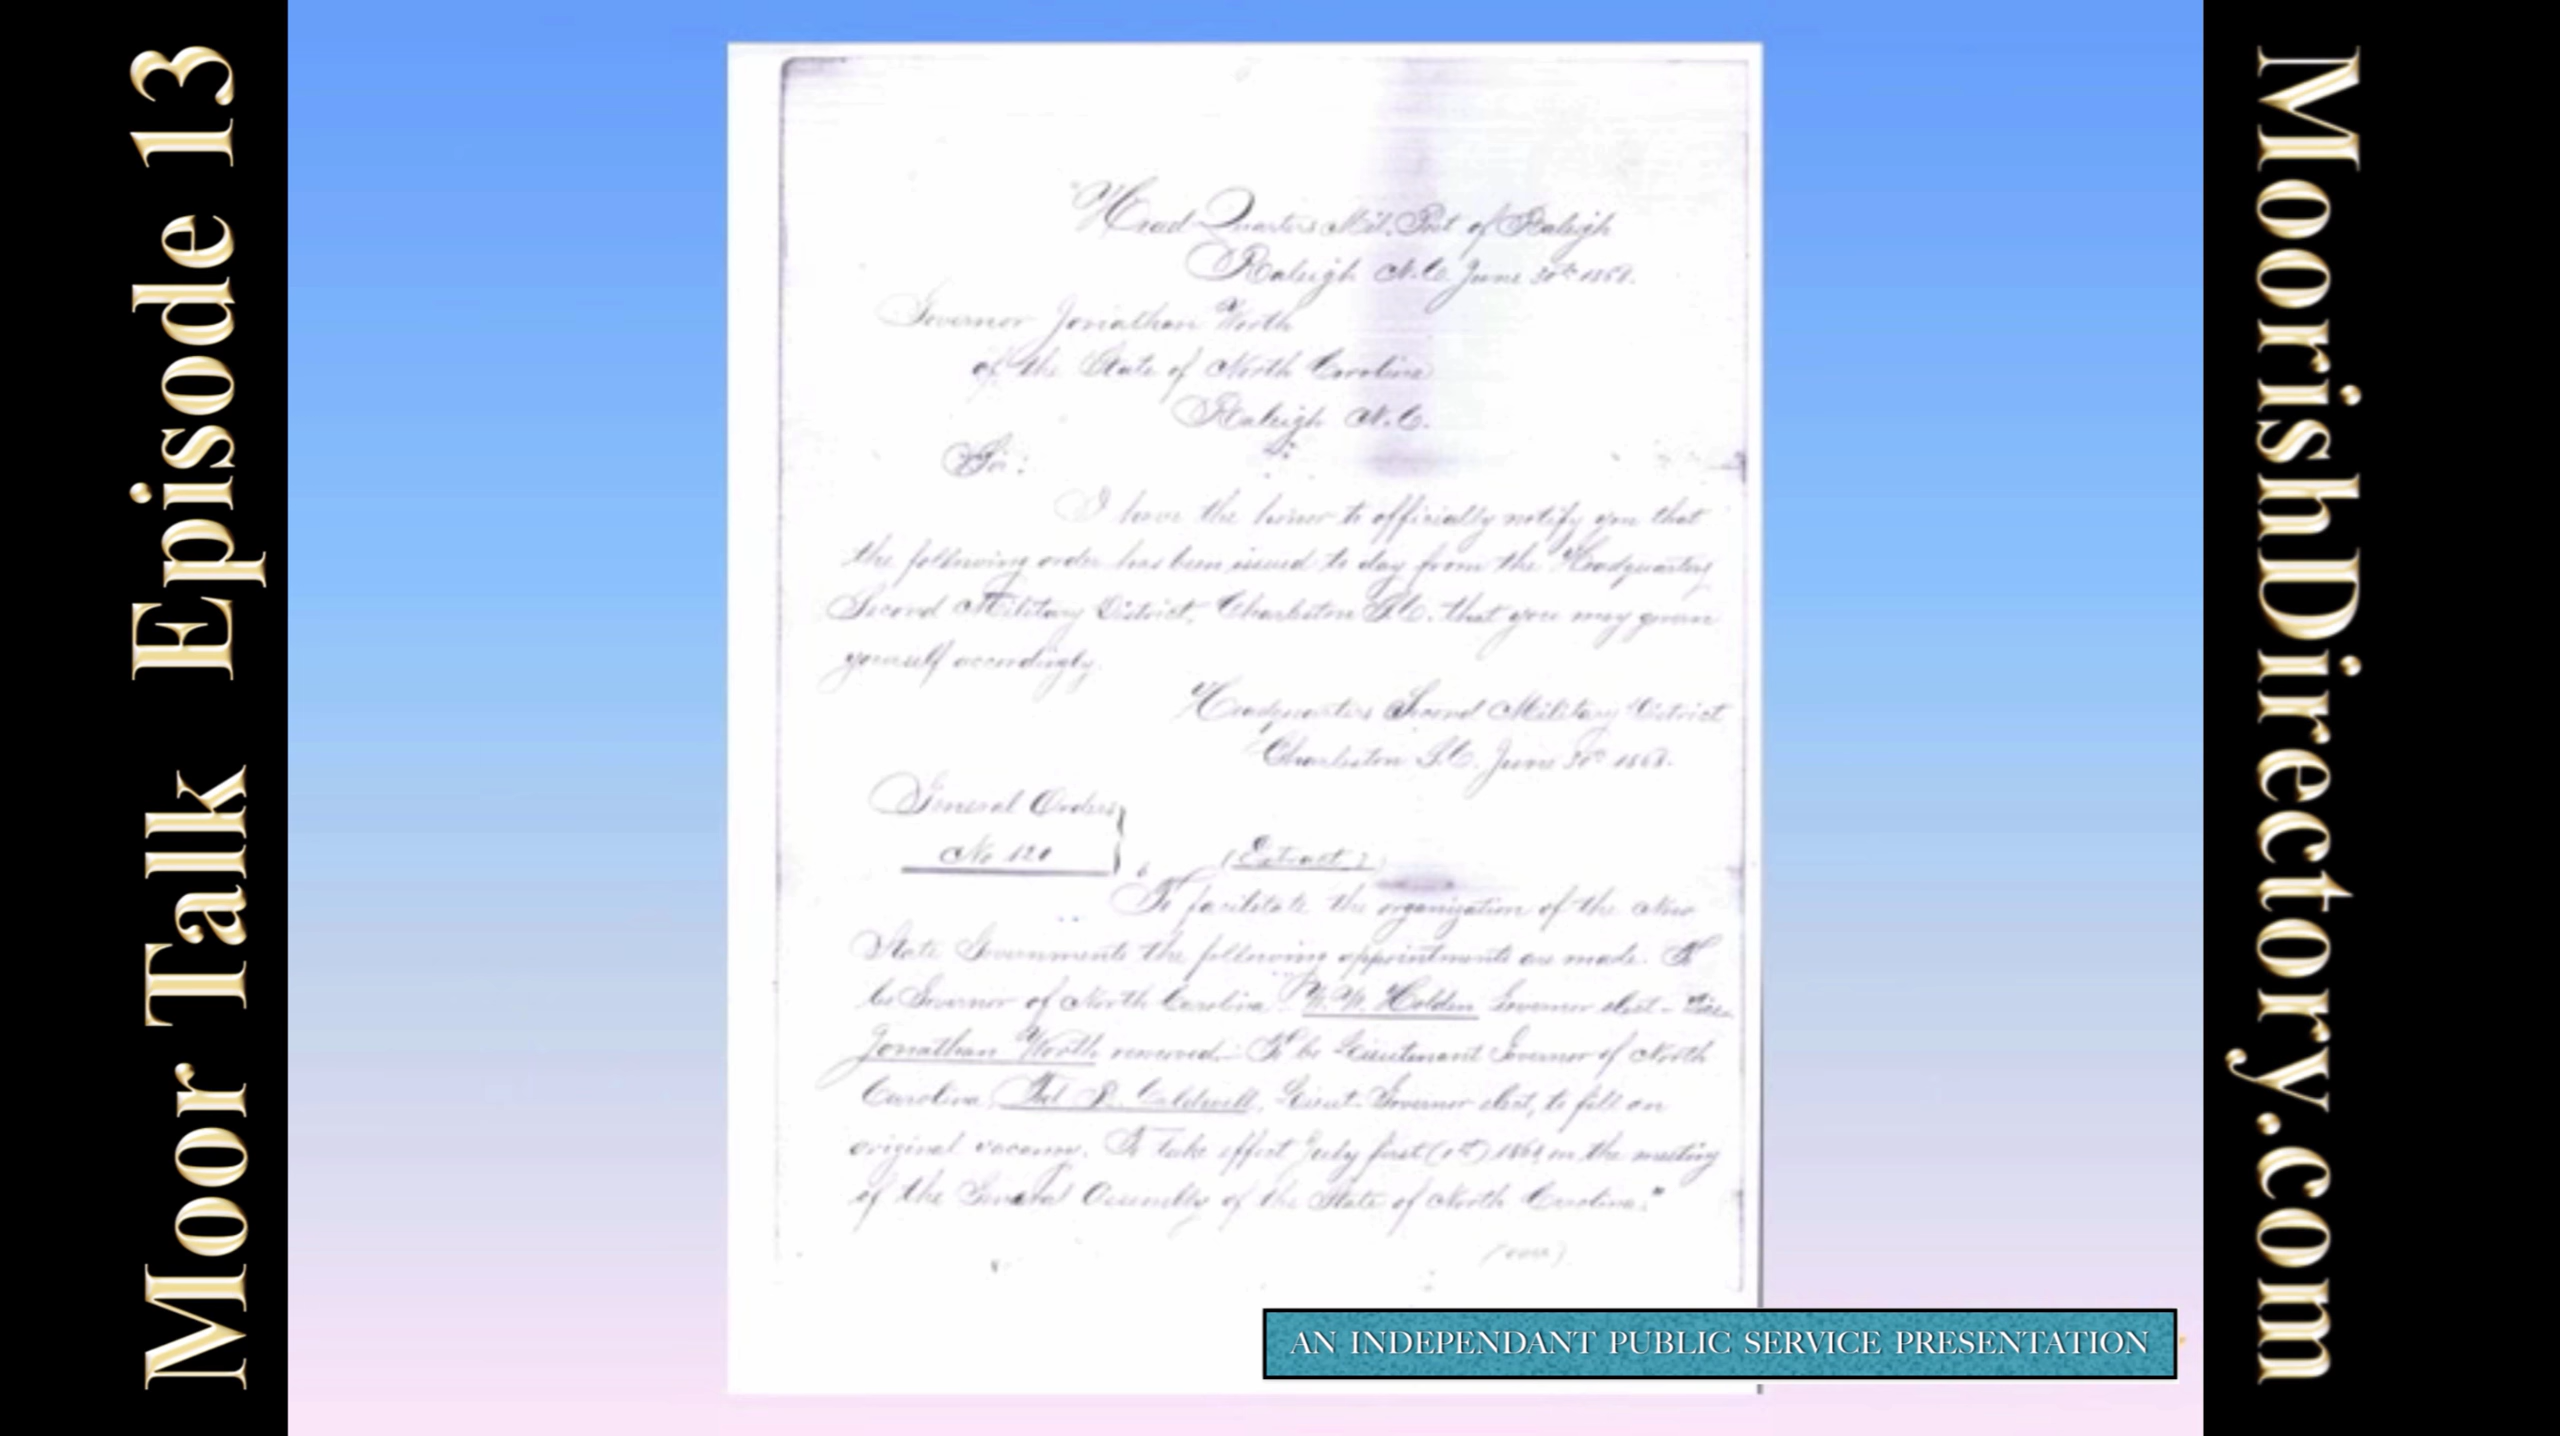 Moor Talk Episode 13
Head Quarters Mil. Post of Raleigh
Raleigh N.C. June 30th 1868.
Governor Jonathan Worth
of the State of North Carolina
Raleigh N.C.
Sir:
I have the honor to officially notify you that
the following order has been issued to day from the Headquarters
Second Military District, Charleston S.C. that you may govern
yourself accordingly.
Headquarters Second Military District
Charleston S.C. June 30th 1868.
General Orders
No 120
(Extract)
To facilitate the organization of the New
State Governments the following appointments are made. To
be Governor of North Carolina W. W. Holden Governor elect - Vice
Jonathan Worth removed. To be Lieutenant Governor of North
Carolina, Tod R. Caldwell, Lieut. Governor elect, to fill an
original vacancy. To take effect July first (1st) 1868, on the meeting
of the General Assembly of the State of North Carolina."
(over)
AN INDEPENDANT PUBLIC SERVICE PRESENTATION
MoorishDirectory.com